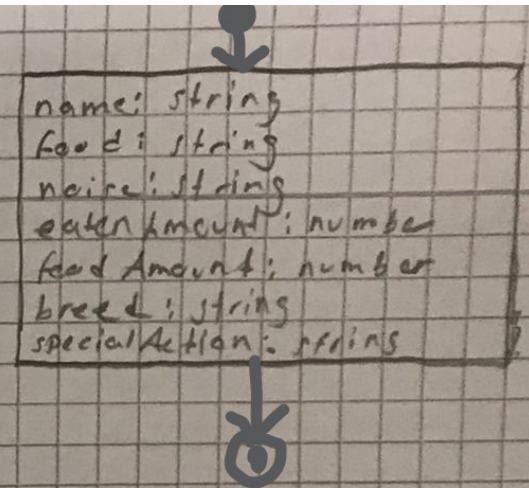 name: string
food: string
noise: string
eatenAmount: number
feedAmount: number
breed: string
specialAction: string